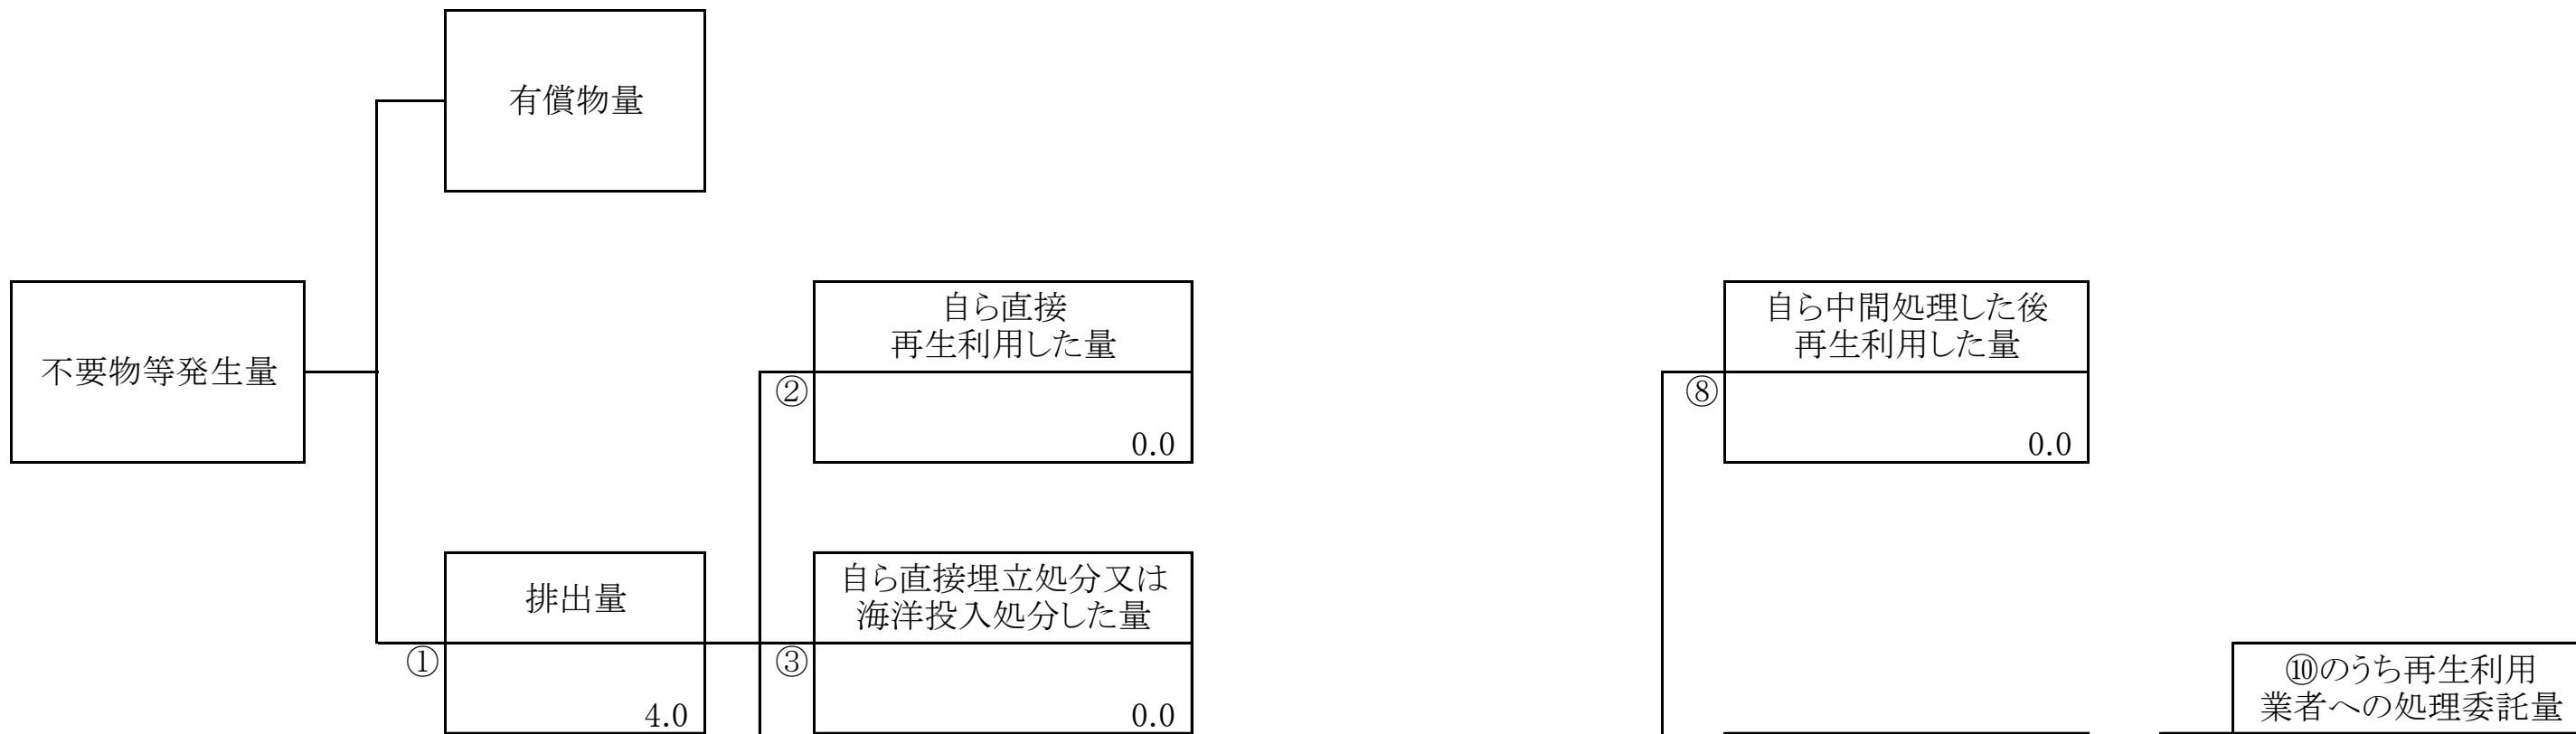 有償物量
不要物等発生量
自ら直接
再生利用した量
②
0.0
自ら中間処理した後
再生利用した量
⑧
0.0
排出量
①
4.0
自ら直接埋立処分又は
海洋投入処分した量
③
0.0
⑩のうち再生利用
業者への処理委託量